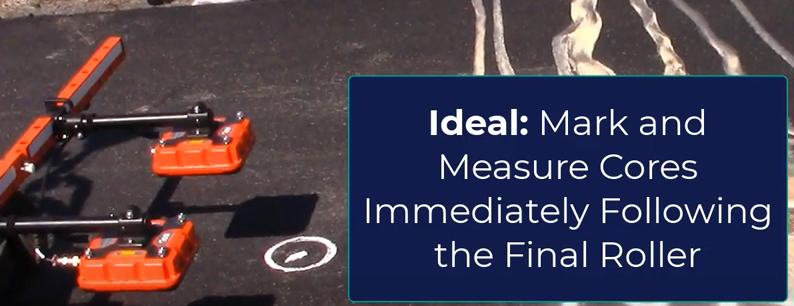 Ideal: Mark and
Measure Cores
Immediately Following
the Final Roller